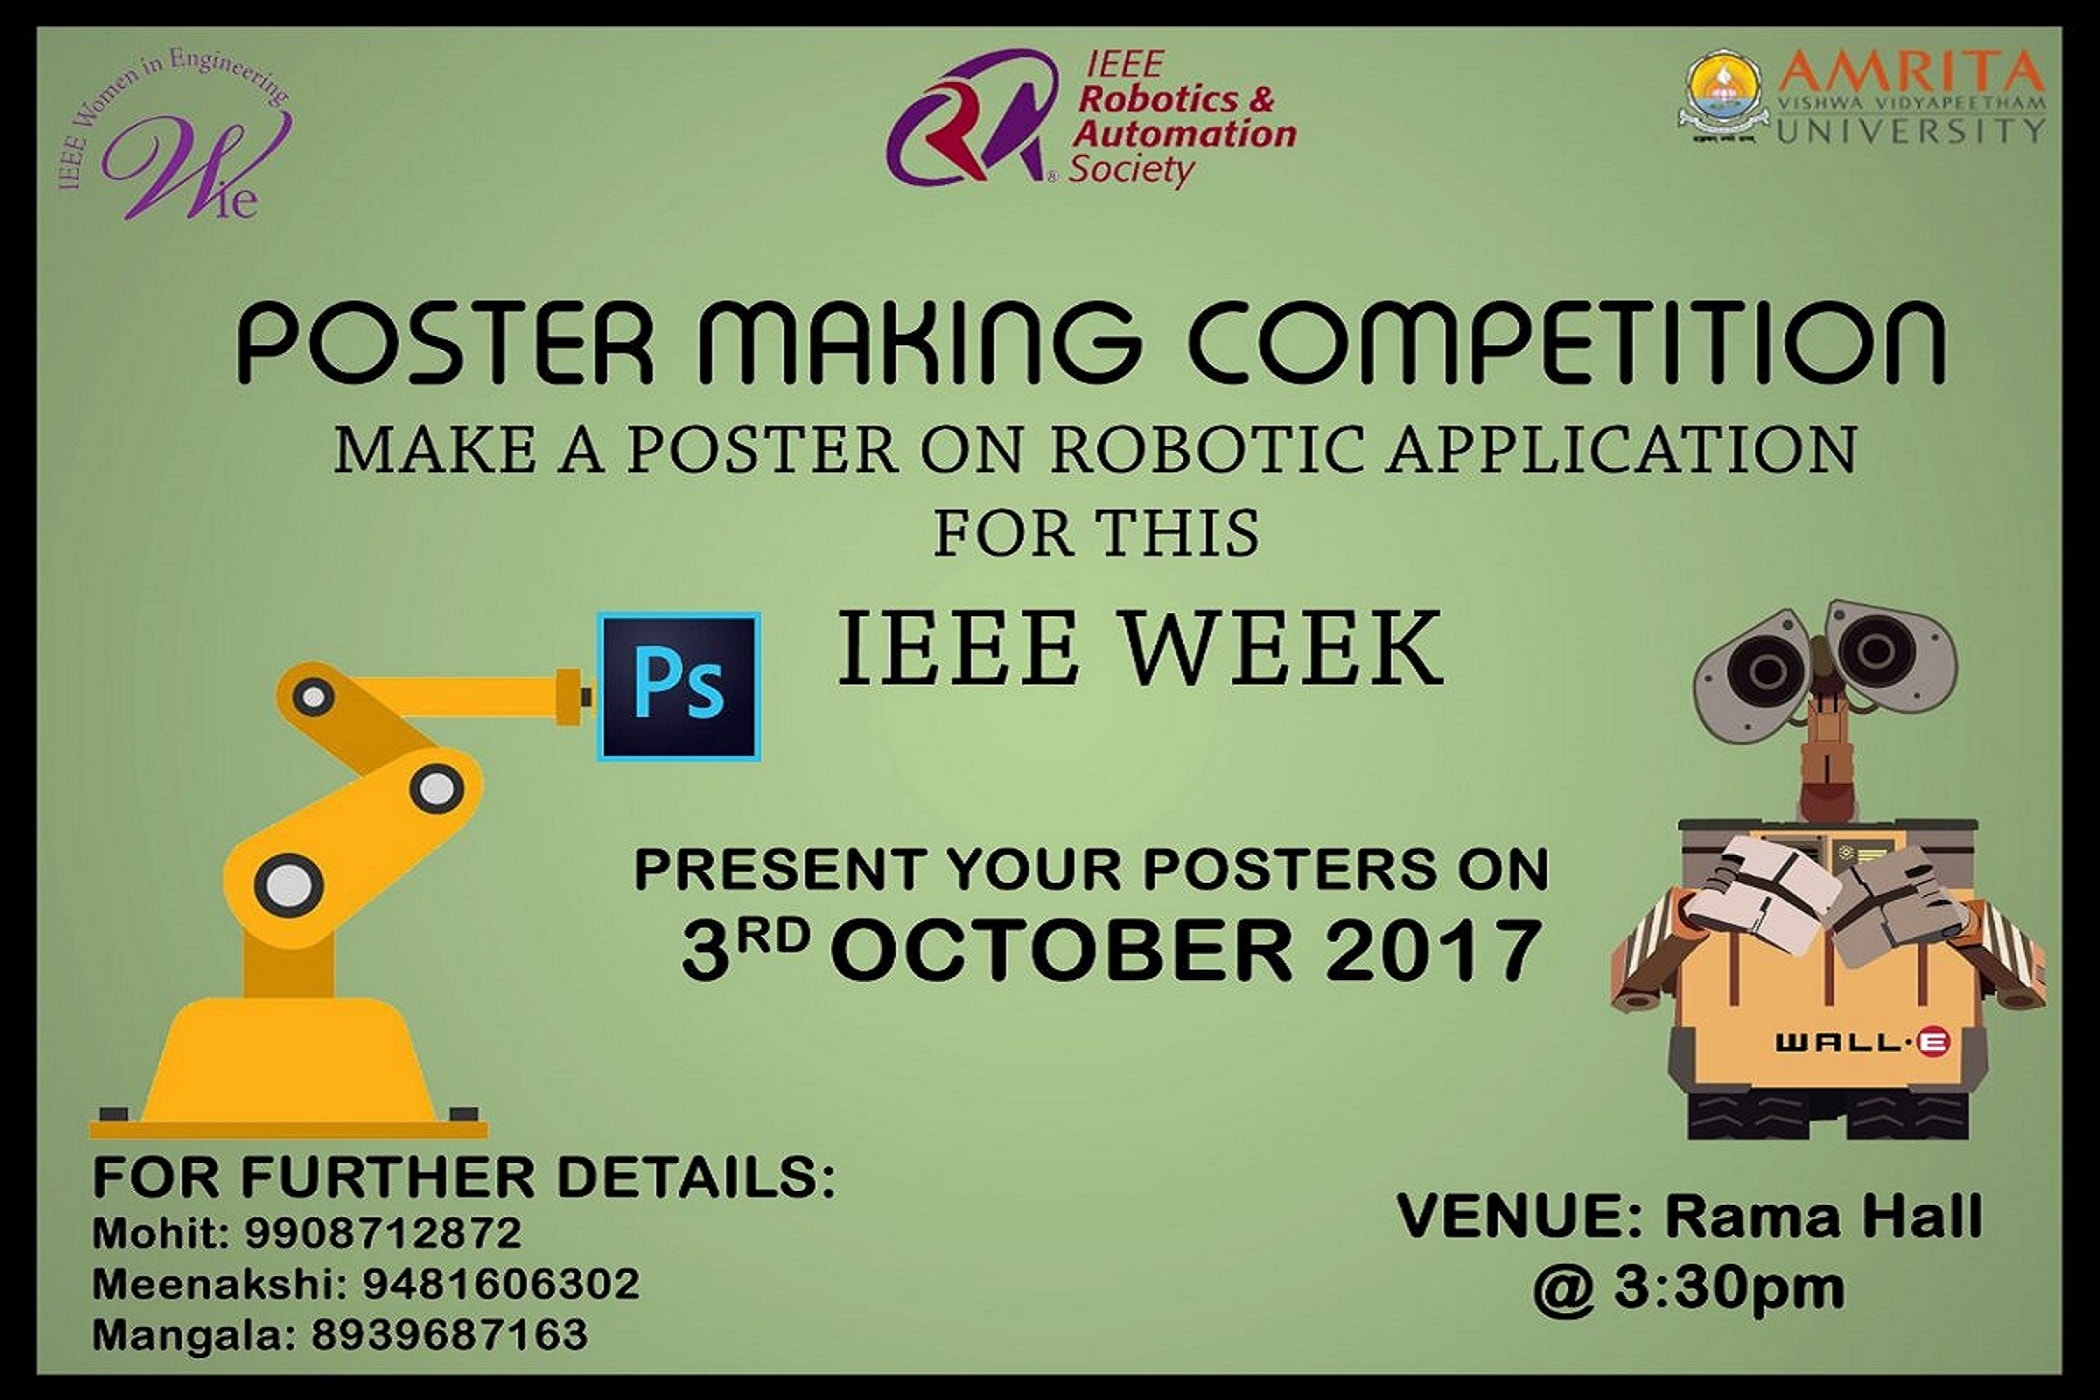 IEEE Women in Engineering
Wie
IEEE
Robotics &
Automation
Society
RA®
AMRITA
VISHWA VIDYAPEETHAM
UNIVERSITY
POSTER MAKING COMPETITION
MAKE A POSTER ON ROBOTIC APPLICATION
FOR THIS
IEEE WEEK
Ps
PRESENT YOUR POSTERS ON
3RD OCTOBER 2017
WALL·E
FOR FURTHER DETAILS:
Mohit: 9908712872
Meenakshi: 9481606302
Mangala: 8939687163
VENUE: Rama Hall
@ 3:30pm